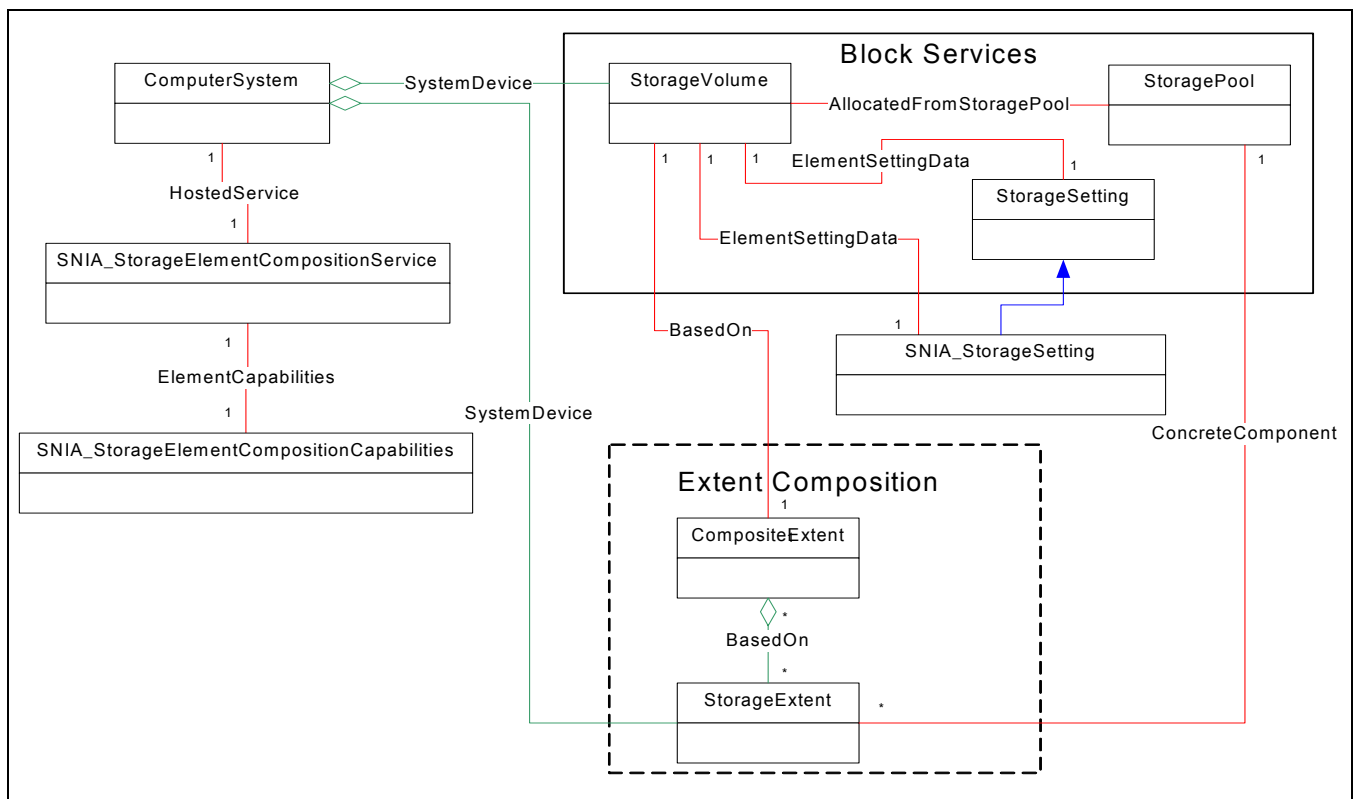 Block Services
ComputerSystem
SystemDevice
StorageVolume
AllocatedFromStoragePool
StoragePool
1
1
1
1
ElementSettingData
1
1
HostedService
StorageSetting
1
ElementSettingData
SNIA_StorageElementCompositionService
1
BasedOn
1
SNIA_StorageSetting
ElementCapabilities
1
SystemDevice
SNIA_StorageElementCompositionCapabilities
ConcreteComponent
Extent Composition
1
CompositeExtent
*
BasedOn
*
StorageExtent
*